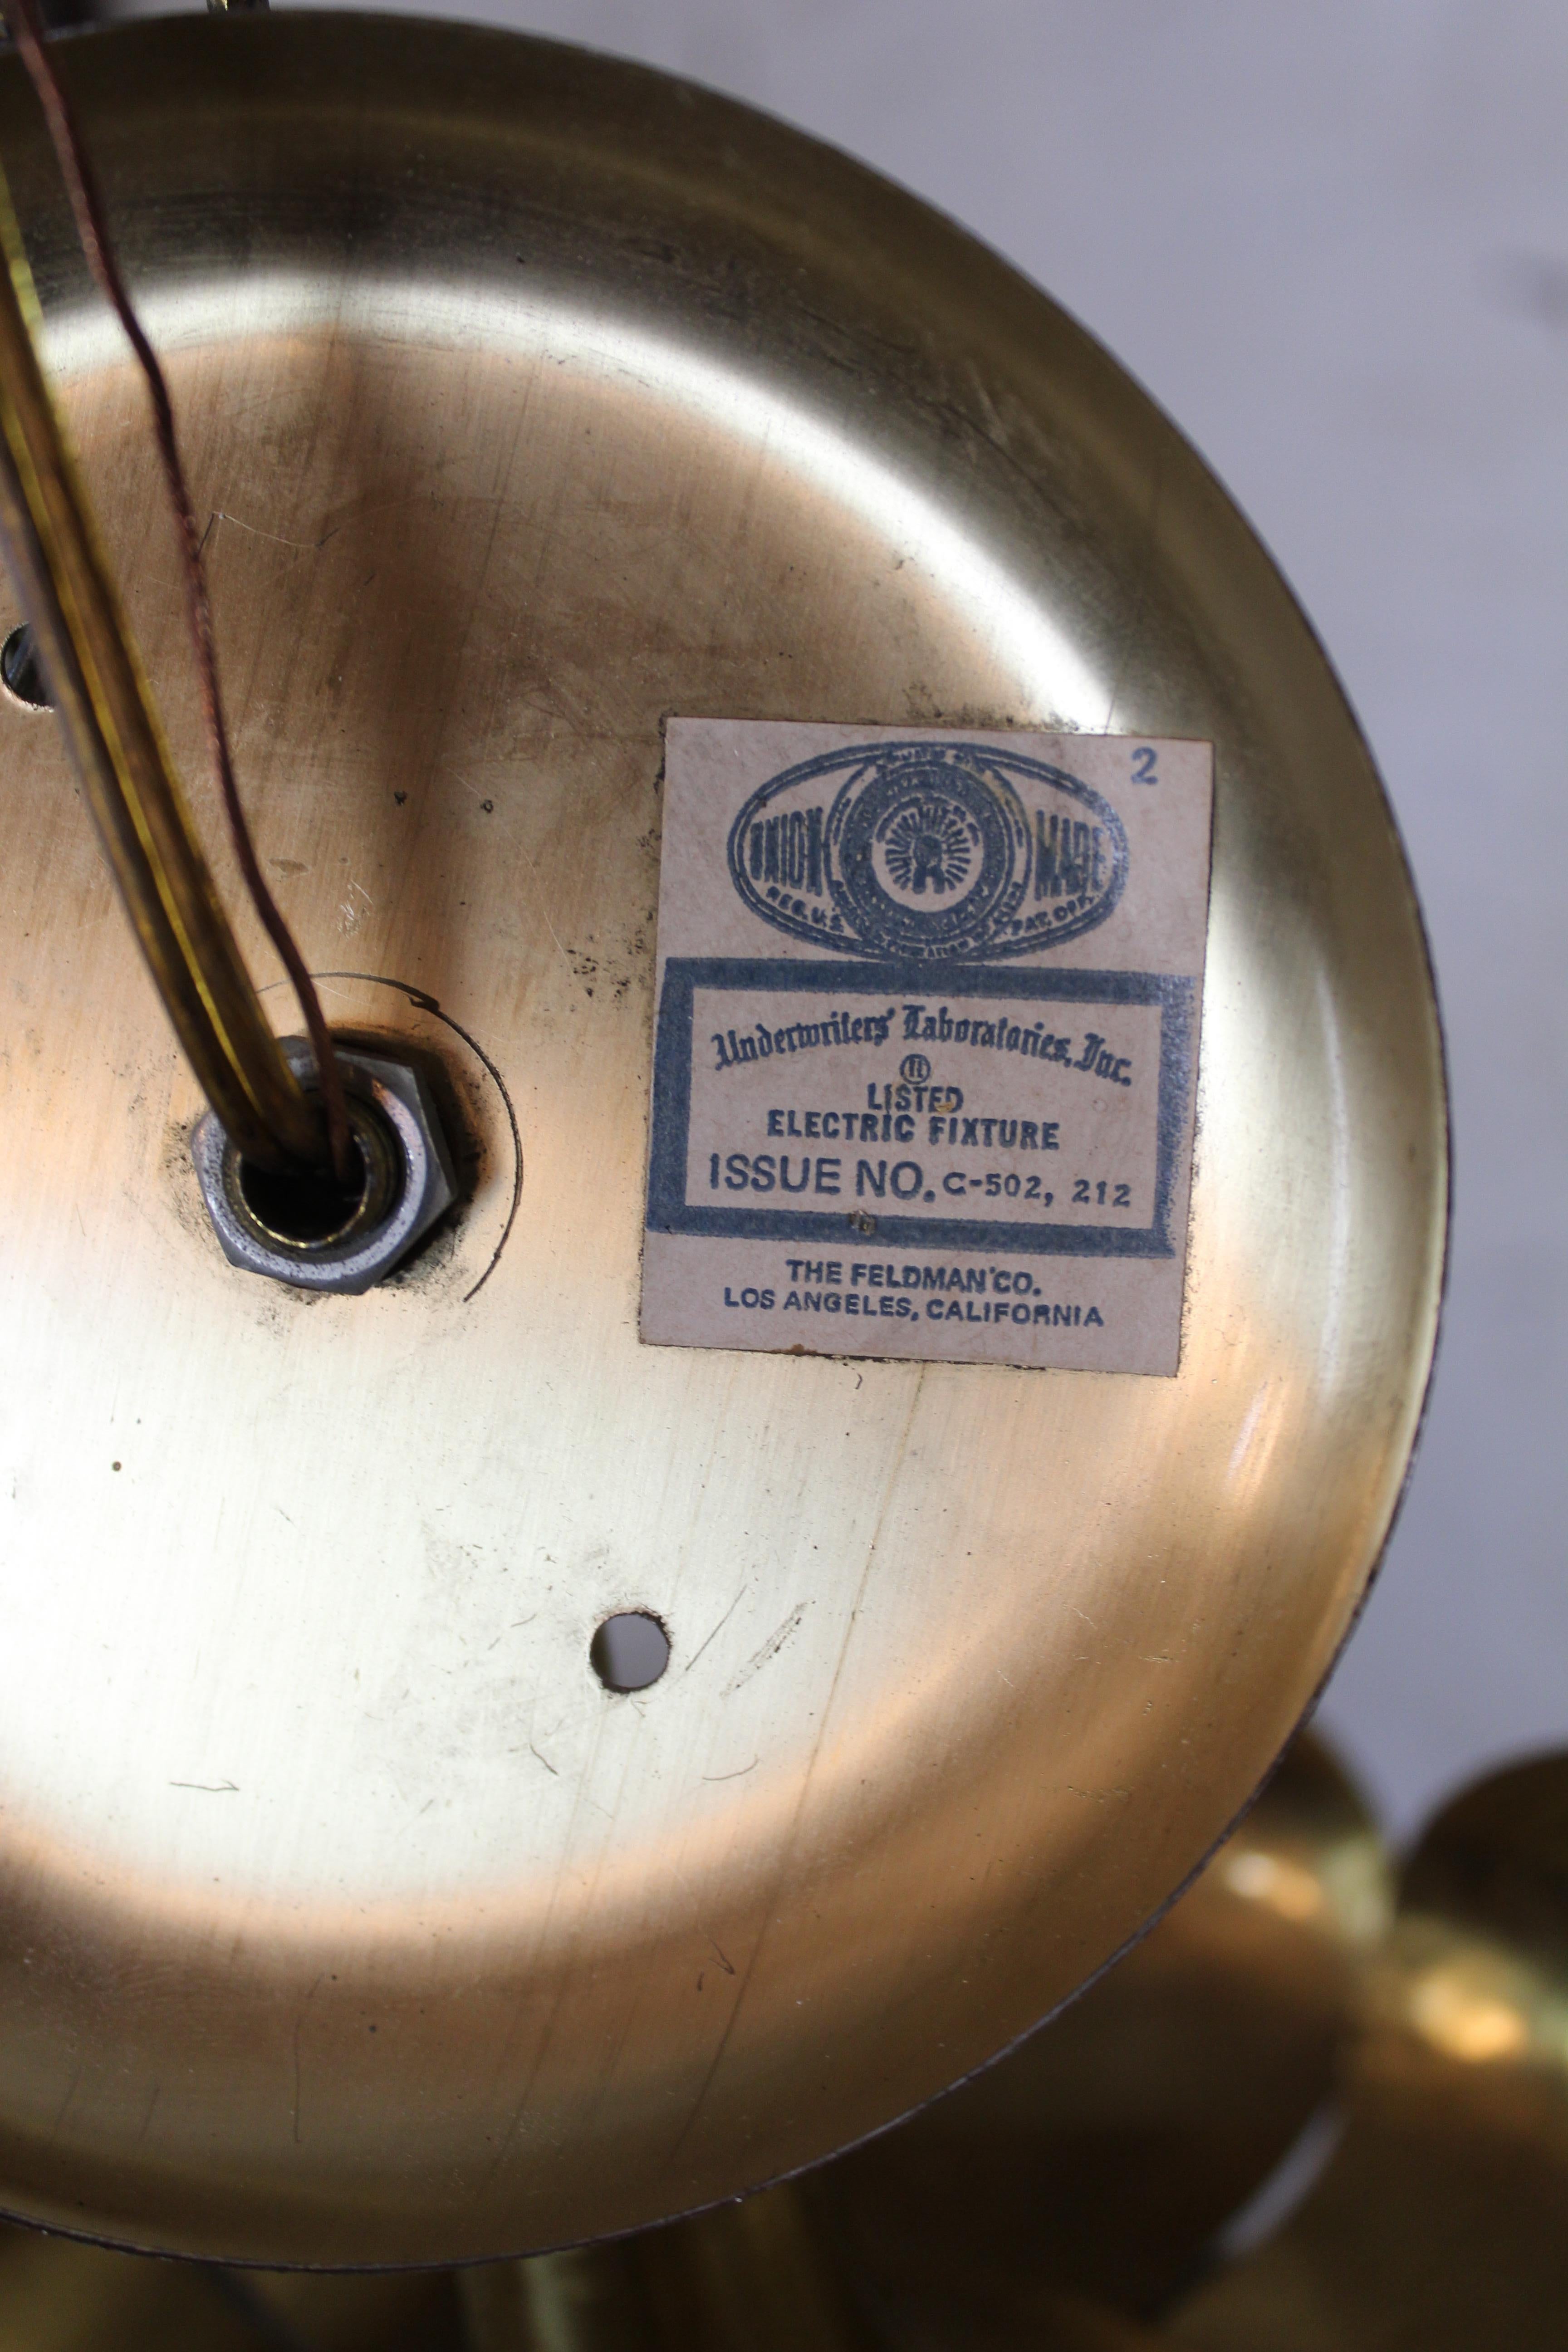 2
UNION MADE
REG. U.S. PAT. OFF.
Underwriters' Laboratories, Inc.
LISTED
ELECTRIC FIXTURE
ISSUE NO. C-502, 212
THE FELDMAN CO.
LOS ANGELES, CALIFORNIA